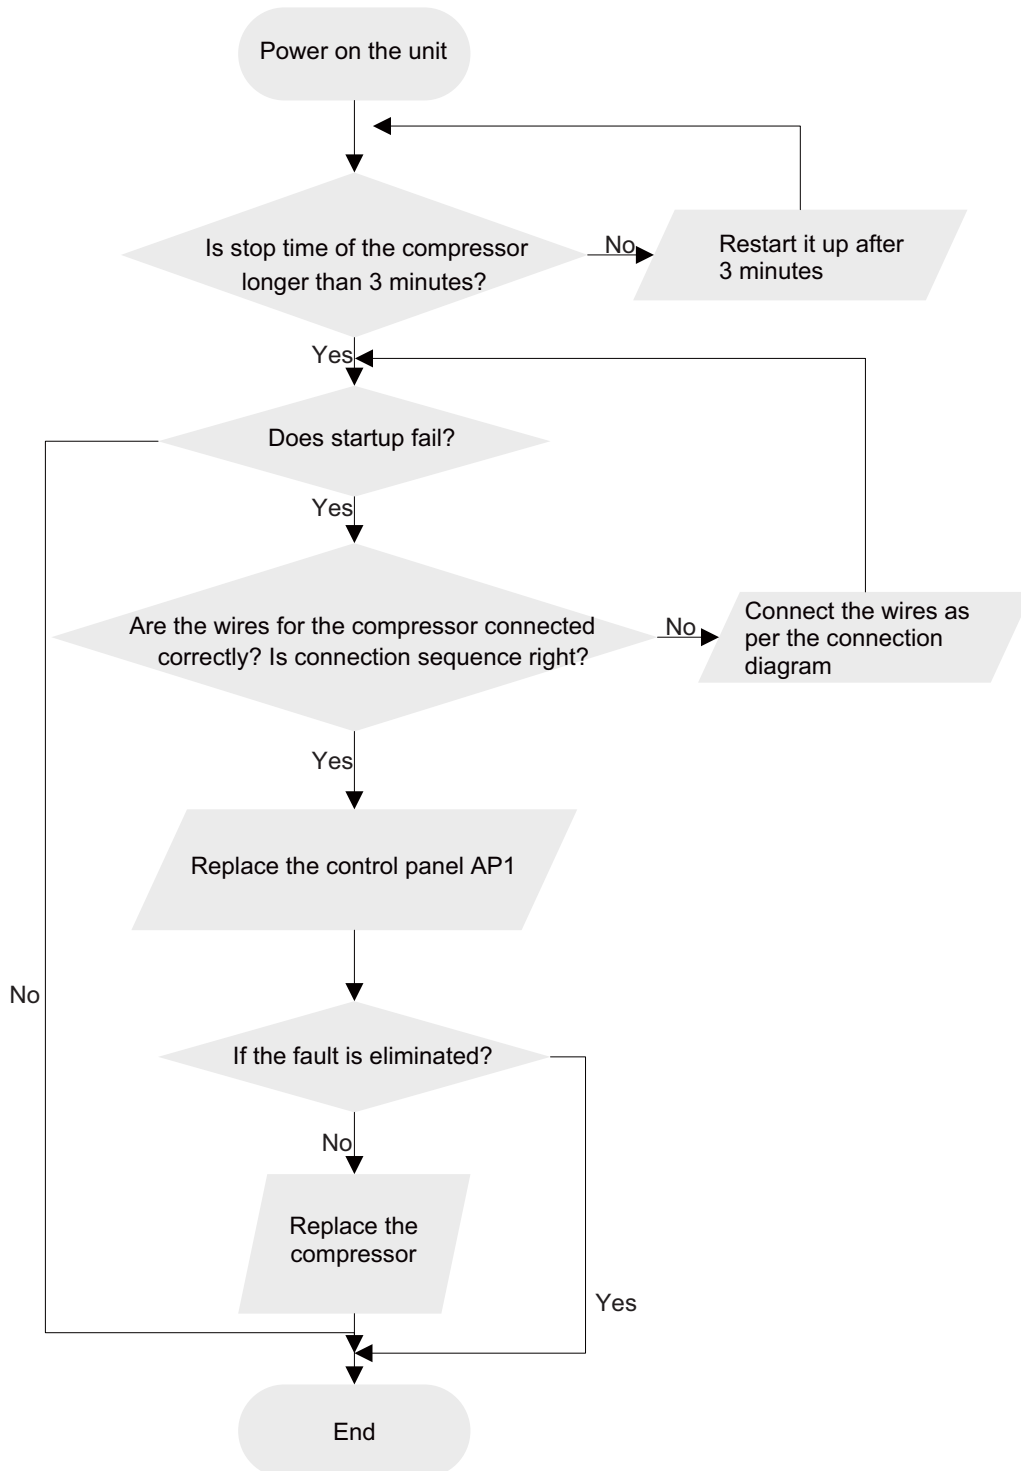 Power on the unit
Is stop time of the compressor
longer than 3 minutes?
No
Restart it up after
3 minutes
Yes
Does startup fail?
Yes
Are the wires for the compressor connected
correctly? Is connection sequence right?
No
Connect the wires as
per the connection
diagram
Yes
Replace the control panel AP1
No
If the fault is eliminated?
No
Replace the
compressor
Yes
End